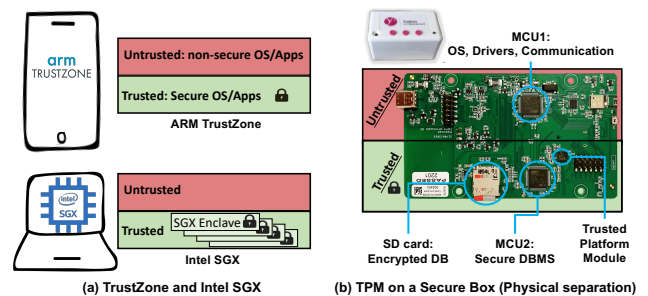 arm
TRUSTZONE
Untrusted: non-secure OS/Apps
Trusted: Secure OS/Apps
ARM TrustZone
intel
SGX
Untrusted
Trusted
SGX Enclave
Intel SGX
(a) TrustZone and Intel SGX
MCU1:
OS, Drivers, Communication
Untrusted
Trusted
2201
SD card:
Encrypted DB
MCU2:
Secure DBMS
Trusted
Platform
Module
(b) TPM on a Secure Box (Physical separation)